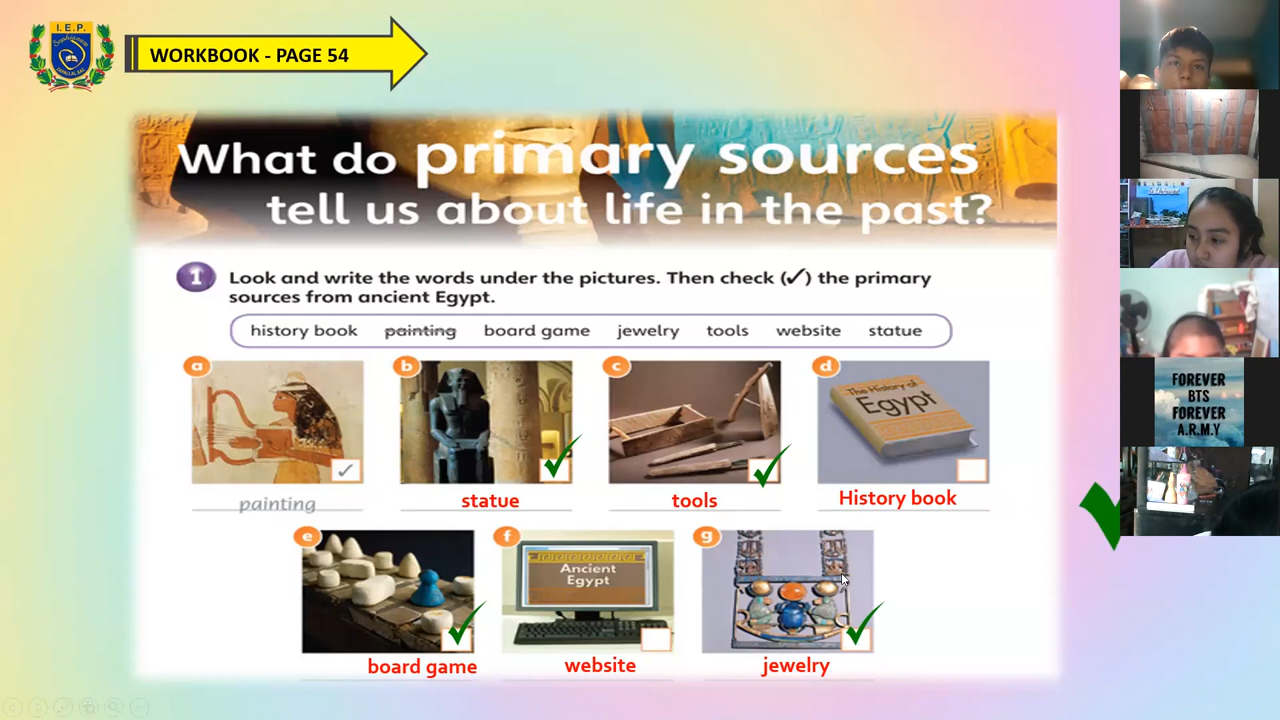 I.E.P.
WORKBOOK - PAGE 54
What do primary sources
tell us about life in the past?
1
Look and write the words under the pictures. Then check (✓) the primary
sources from ancient Egypt.
history book painting board game jewelry tools website statue
a
b
c
d
The History of
Egypt
painting
statue
tools
History book
e
f
g
Ancient
Egypt
board game
website
jewelry
FOREVER
BTS
FOREVER
A.R.M.Y